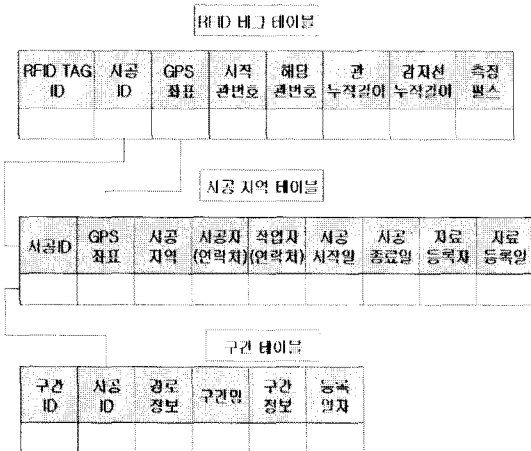 RFID 태그 테이블
RFID TAG ID
시공 ID
GPS 좌표
시작 관번호
해당 관번호
관 누적길이
감지선 누적길이
측정 펄스
시공 지역 테이블
시공ID
GPS 좌표
시공 지역
시공자 (연락처)
작업자 (연락처)
시공 시작일
시공 종료일
자료 등록자
자료 등록일
구간 테이블
구간 ID
시공 ID
경로 정보
구간명
구간 정보
등록 일자